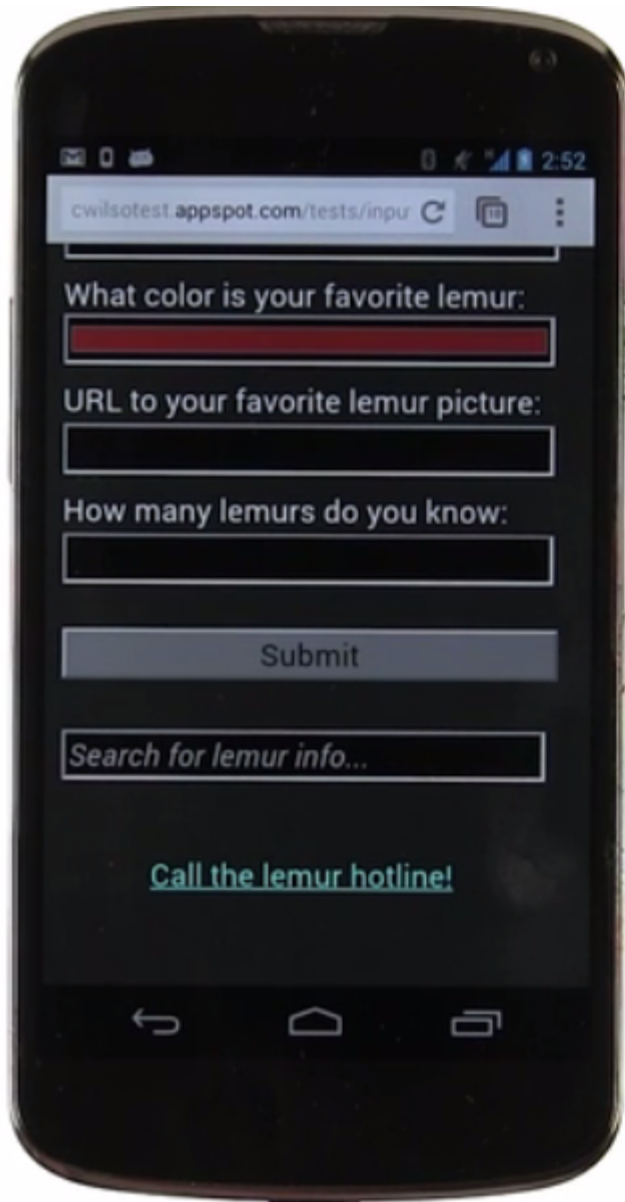 2:52
cwilsotest.appspot.com/tests/inpu
What color is your favorite lemur:
URL to your favorite lemur picture:
How many lemurs do you know:
Submit
Search for lemur info...
Call the lemur hotline!